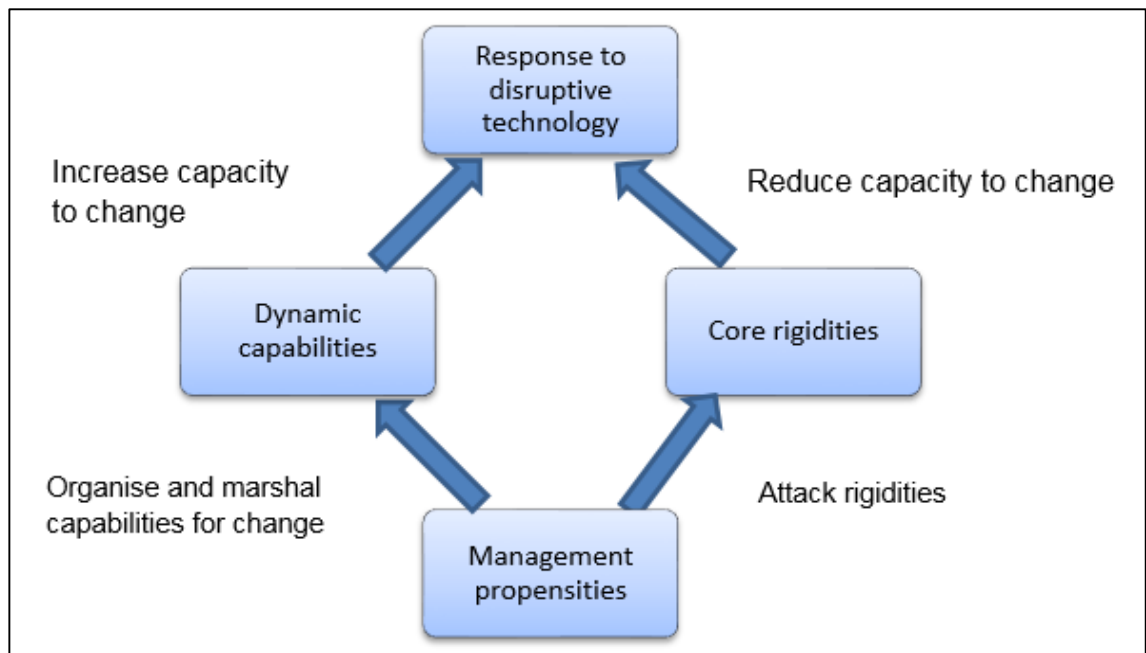 Response to
disruptive
technology
Increase capacity
to change
Reduce capacity to change
Dynamic
capabilities
Core rigidities
Organise and marshal
capabilities for change
Attack rigidities
Management
propensities